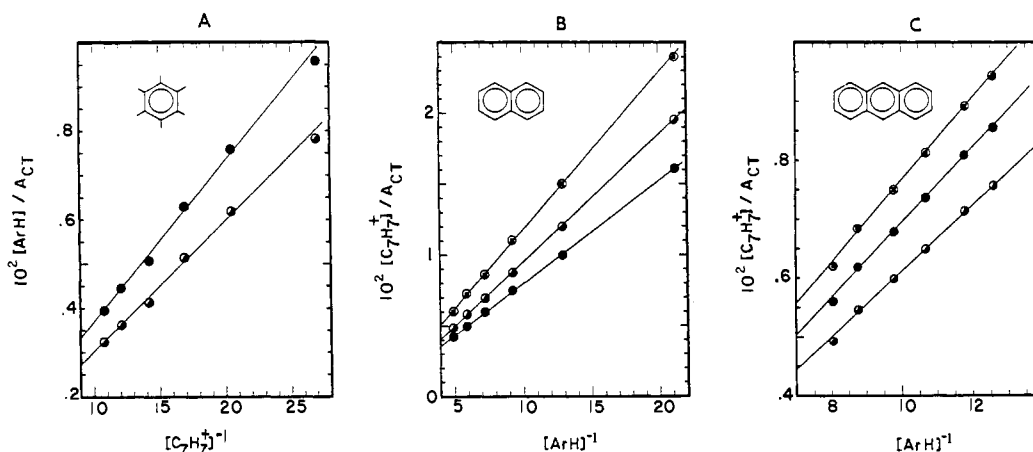 A
B
C
10² [ArH] / A_CT
.8
.6
.4
.2
10 15 20 25
[C₇H₇⁺]⁻¹
10² [C₇H₇⁺] / A_CT
2
1
0
5 10 15 20
[ArH]⁻¹
10² [C₇H₇⁺] / A_CT
.8
.6
.4
8 10 12
[ArH]⁻¹